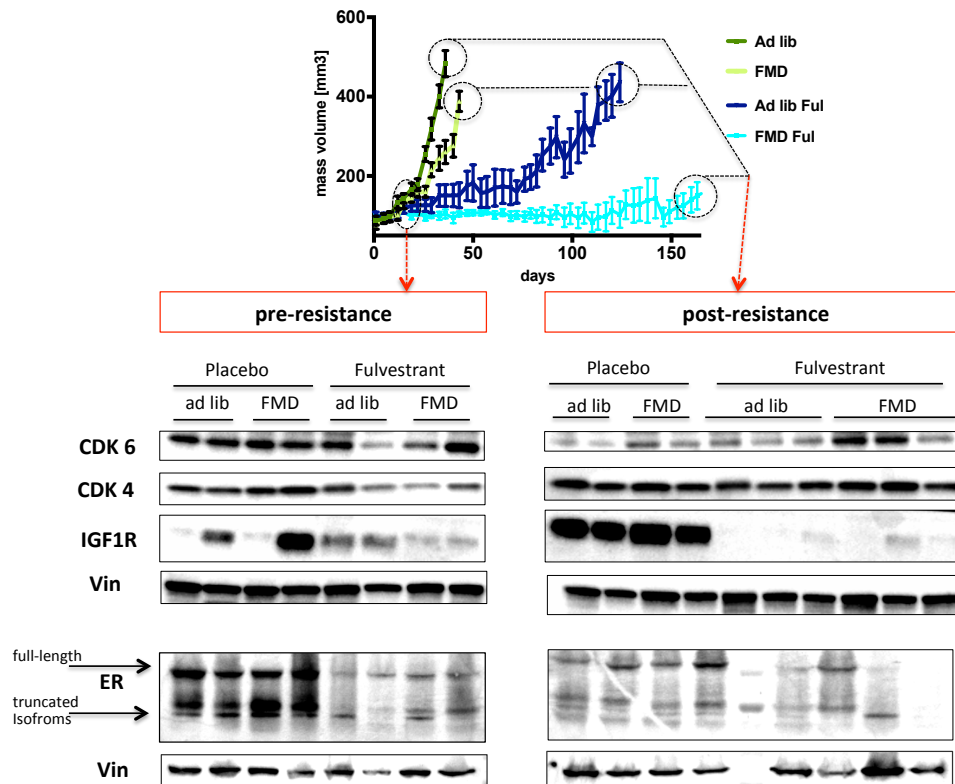 600
400
200
mass volume [mm3]
0
50
100
150
days
Ad lib
FMD
Ad lib Ful
FMD Ful
pre-resistance
post-resistance
Placebo
Fulvestrant
ad lib
FMD
ad lib
FMD
Placebo
Fulvestrant
ad lib
FMD
ad lib
FMD
CDK 6
CDK 4
IGF1R
Vin
full-length
ER
truncated
Isofroms
Vin